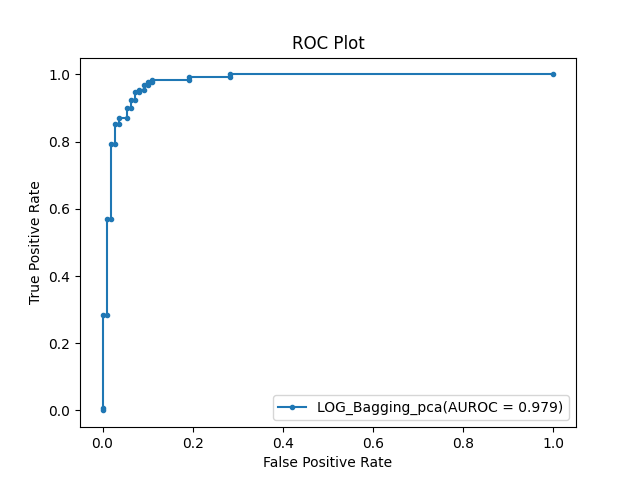 ROC Plot
1.0
0.8
0.6
0.4
0.2
0.0
True Positive Rate
LOG_Bagging_pca(AUROC = 0.979)
0.0 0.2 0.4 0.6 0.8 1.0
False Positive Rate